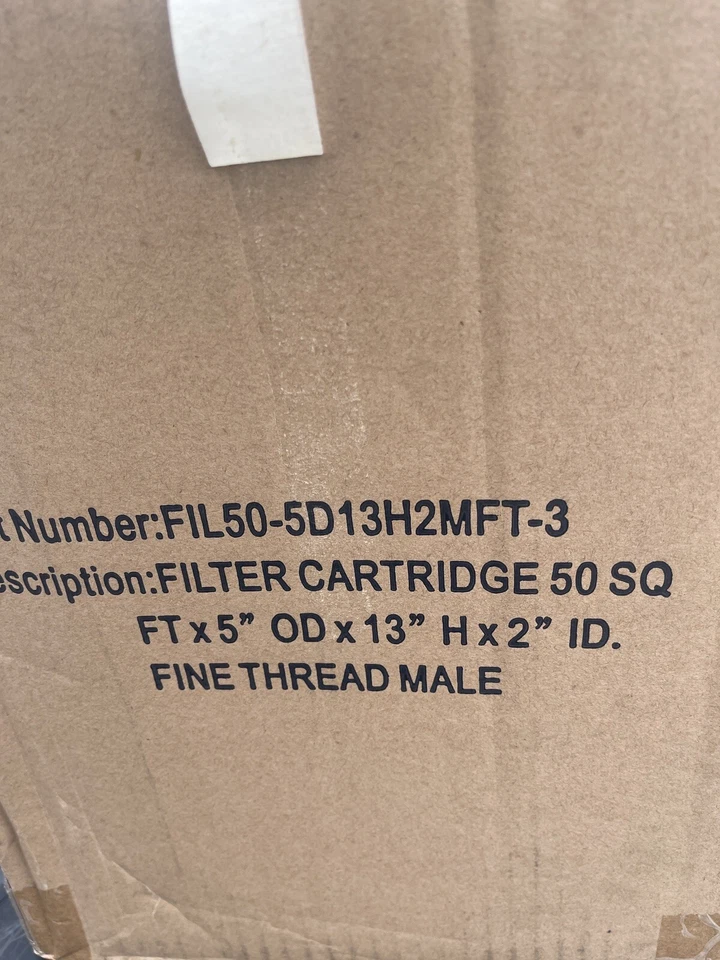 t Number:FIL50-5D13H2MFT-3
escription:FILTER CARTRIDGE 50 SQ
FT x 5” OD x 13” H x 2” ID.
FINE THREAD MALE